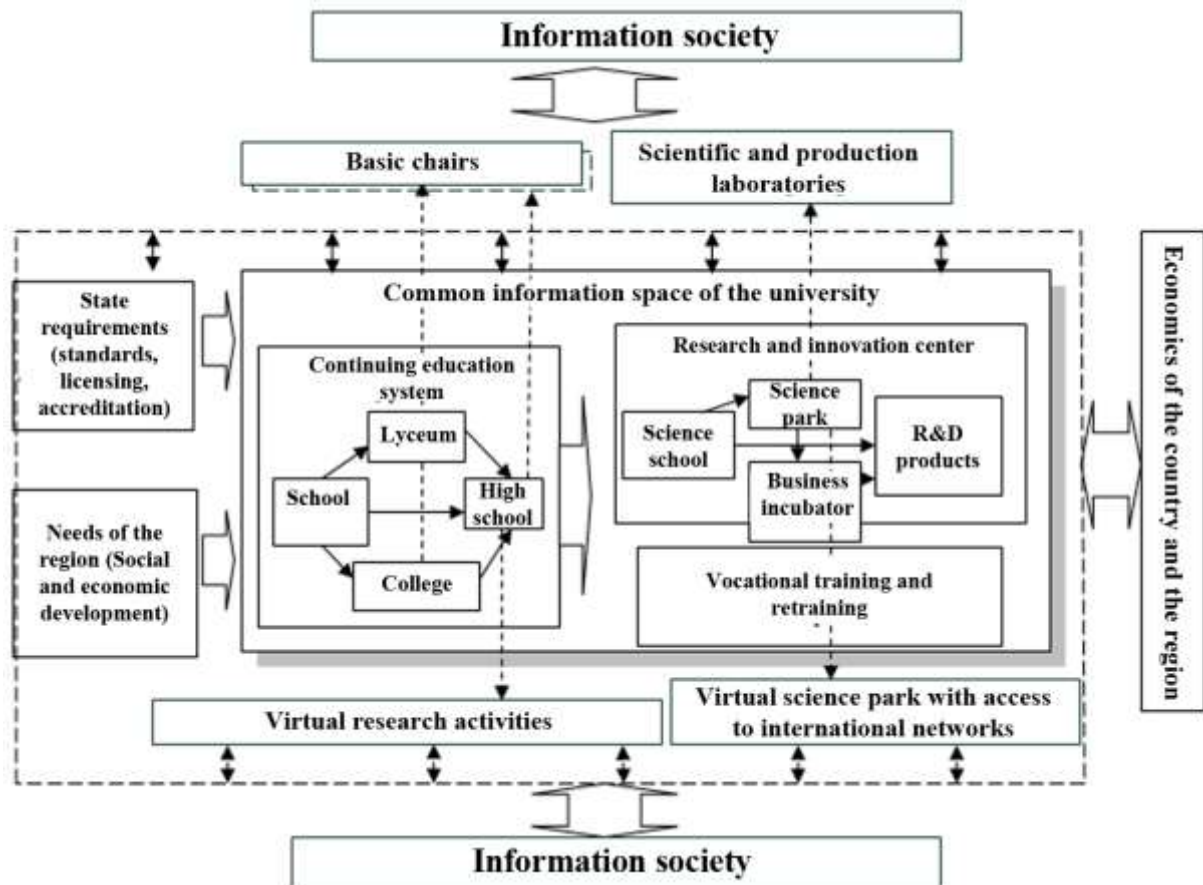 Information society
Basic chairs
Scientific and production
laboratories
State
requirements
(standards,
licensing,
accreditation)
Needs of the
region (Social
and economic
development)
Common information space of the university
Continuing education
system
Lyceum
School
High
school
College
Research and innovation center
Science
park
Science
school
R&D
products
Business
incubator
Vocational training and
retraining
Economics of the country and the region
Virtual research activities
Virtual science park with access
to international networks
Information society